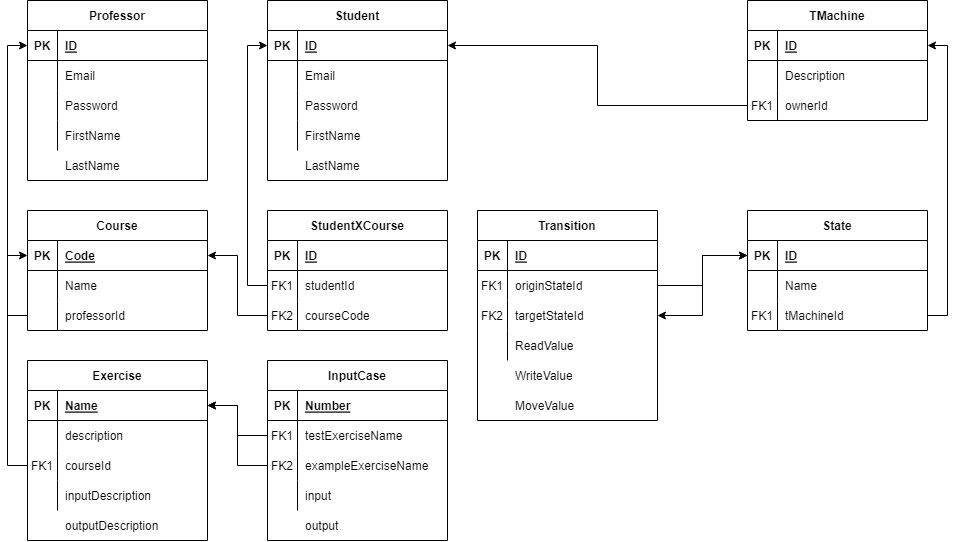 Professor
PK ID
Email
Password
FirstName
LastName
Student
PK ID
Email
Password
FirstName
LastName
TMachine
PK ID
Description
FK1 ownerId
Course
PK Code
Name
professorId
StudentXCourse
PK ID
FK1 studentId
FK2 courseCode
Transition
PK ID
FK1 originStateId
FK2 targetStateId
ReadValue
WriteValue
MoveValue
State
PK ID
Name
FK1 tMachineId
Exercise
PK Name
description
FK1 courseId
inputDescription
outputDescription
InputCase
PK Number
FK1 testExerciseName
FK2 exampleExerciseName
input
output